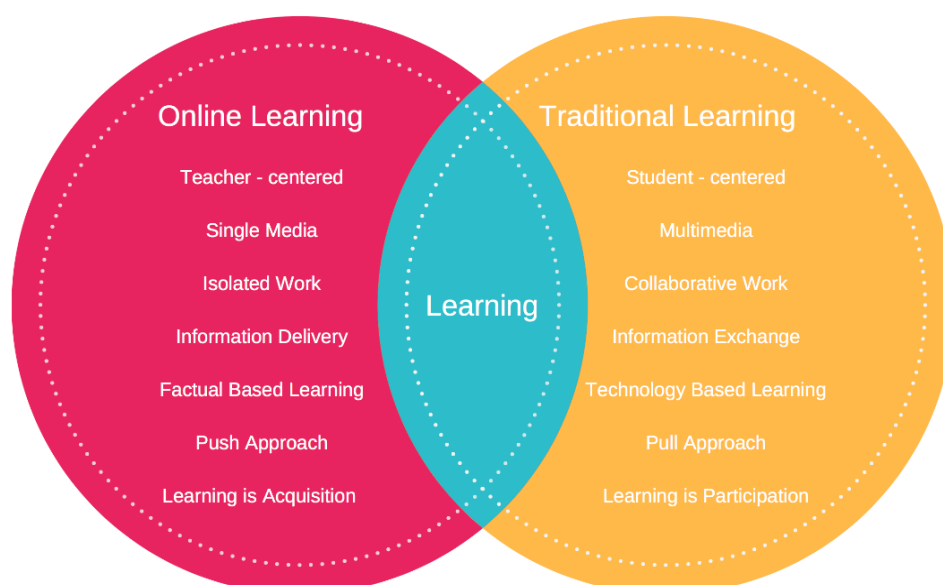 Online Learning
Teacher - centered
Single Media
Isolated Work
Information Delivery
Factual Based Learning
Push Approach
Learning is Acquisition
Learning
Traditional Learning
Student - centered
Multimedia
Collaborative Work
Information Exchange
Technology Based Learning
Pull Approach
Learning is Participation